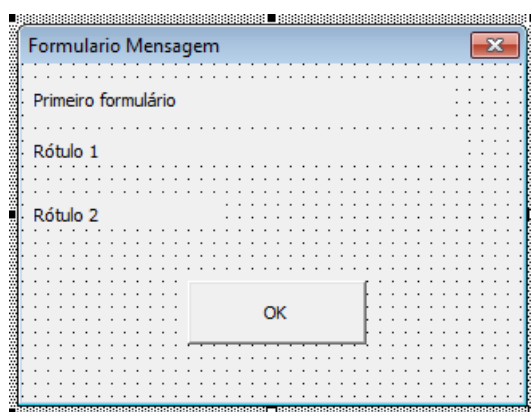 Formulario Mensagem
Primeiro formulário
Rótulo 1
Rótulo 2
OK